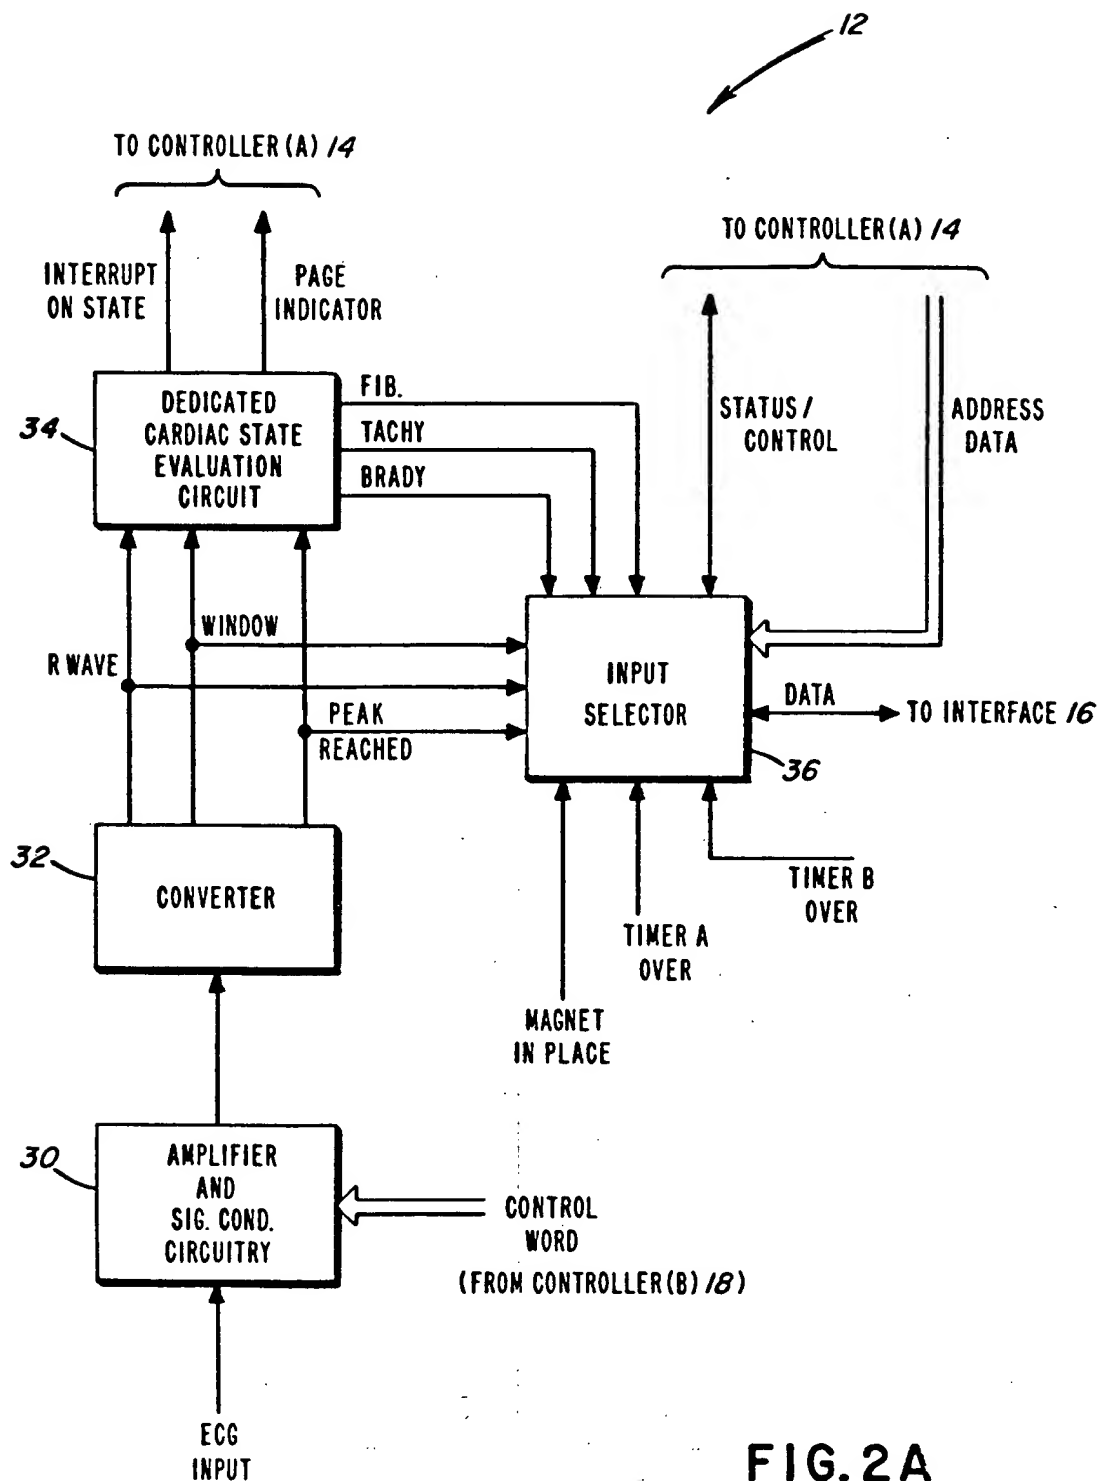 12
TO CONTROLLER (A) 14
TO CONTROLLER (A) 14
INTERRUPT
ON STATE
PAGE
INDICATOR
34
DEDICATED
CARDIAC STATE
EVALUATION
CIRCUIT
FIB.
TACHY
BRADY
STATUS/
CONTROL
ADDRESS
DATA
WINDOW
R WAVE
PEAK
REACHED
INPUT
SELECTOR
DATA
TO INTERFACE 16
36
32
CONVERTER
TIMER B
OVER
TIMER A
OVER
MAGNET
IN PLACE
30
AMPLIFIER
AND
SIG. COND.
CIRCUITRY
CONTROL
WORD
(FROM CONTROLLER (B) 18)
ECG
INPUT
FIG. 2A